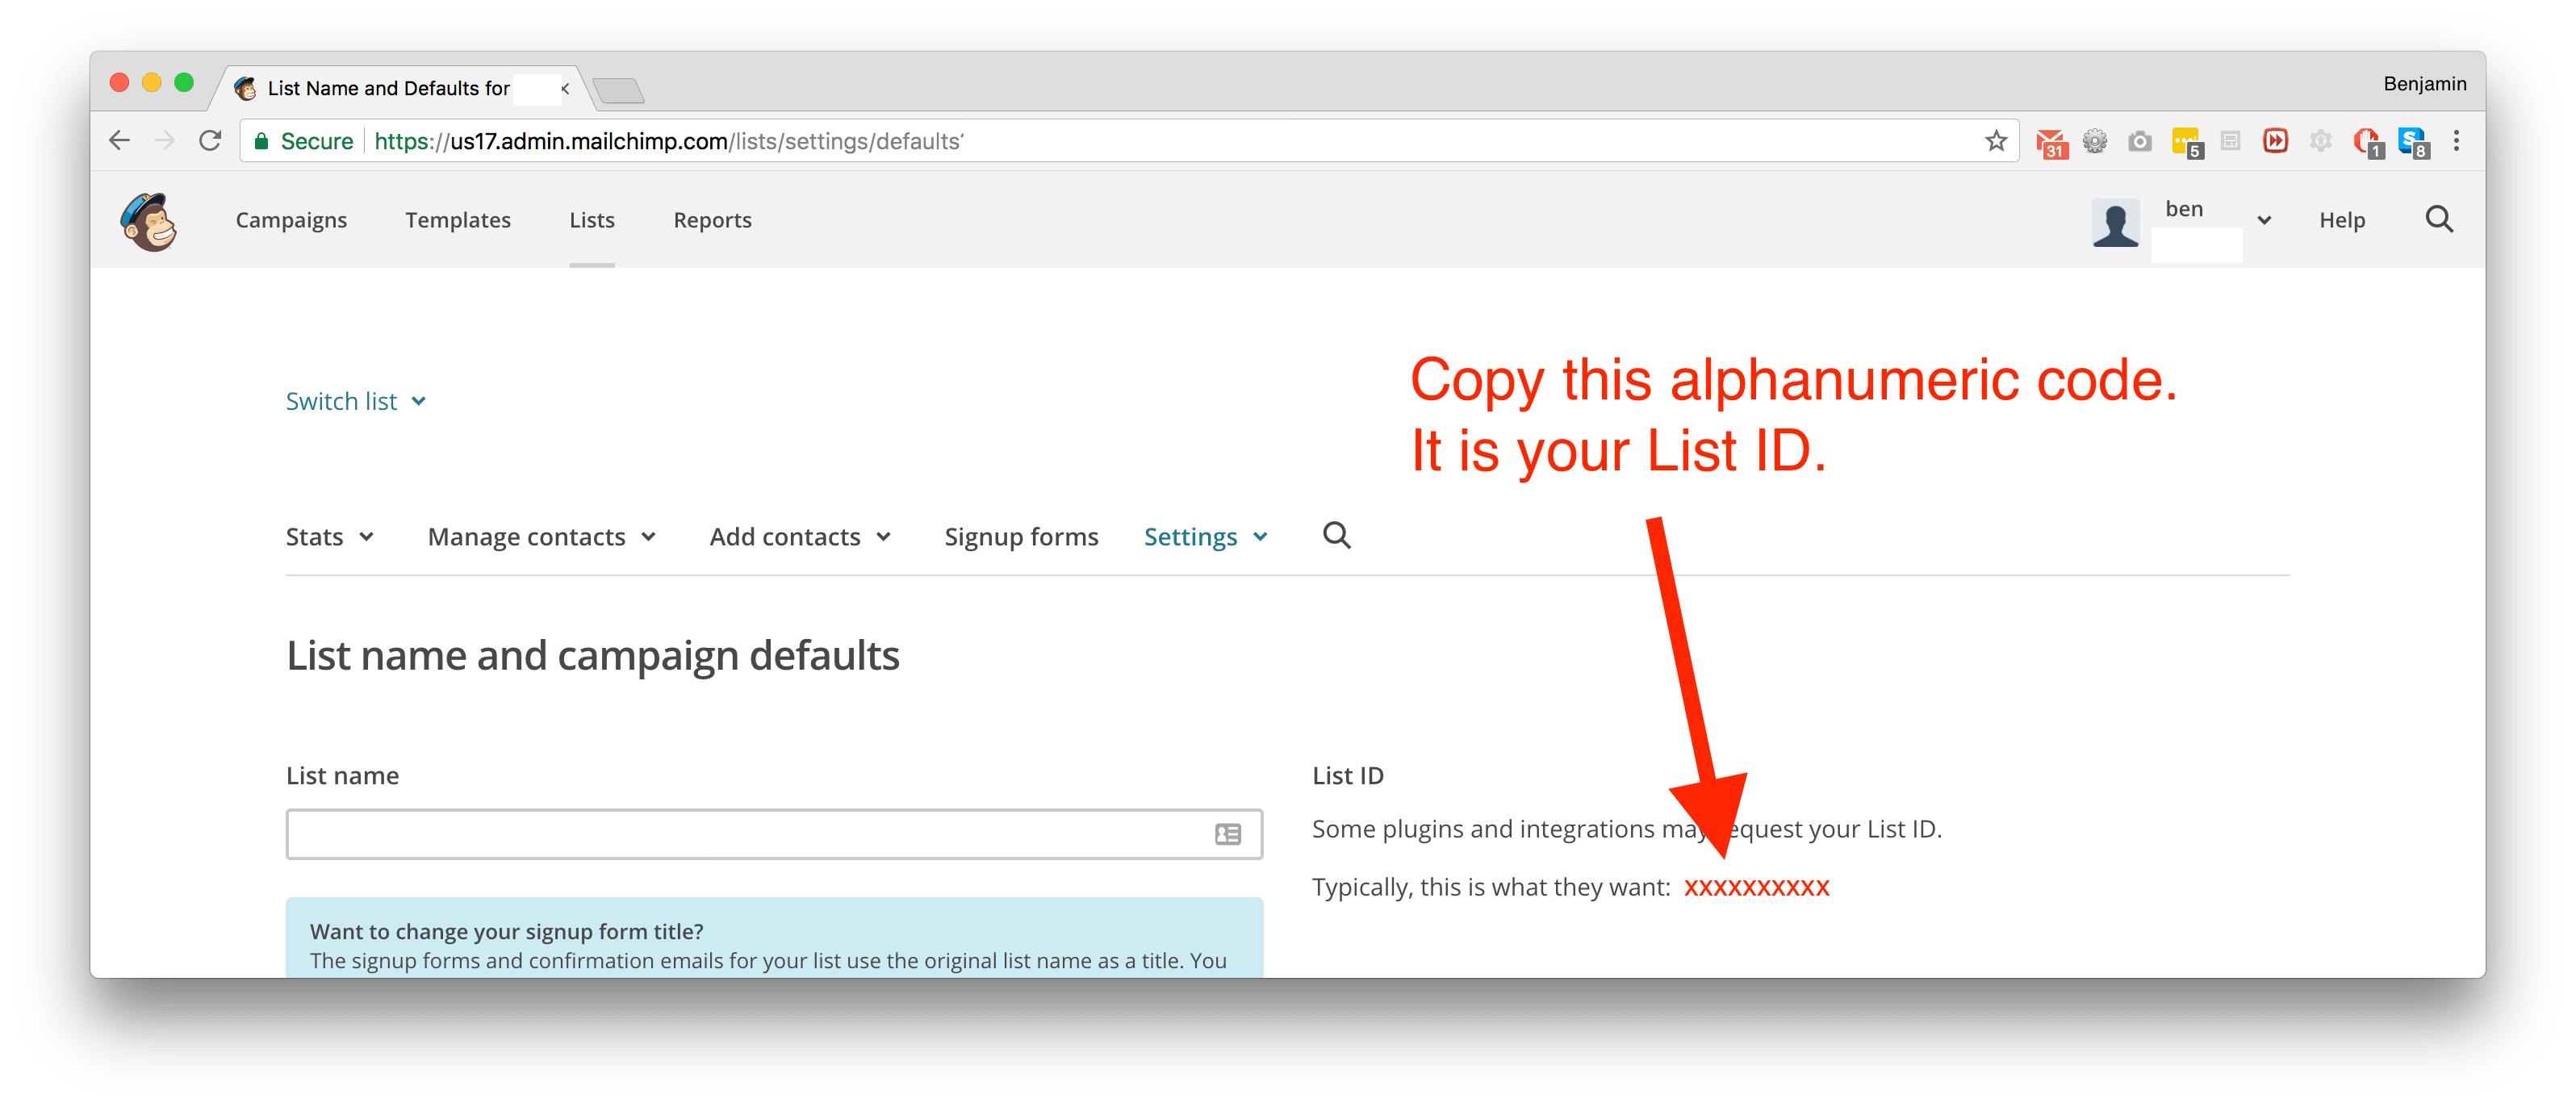 List Name and Defaults for
Benjamin
Secure https://us17.admin.mailchimp.com/lists/settings/defaults'
31
5
1
S 8
Campaigns Templates Lists Reports
ben
Help
Switch list
Copy this alphanumeric code.
It is your List ID.
Stats Manage contacts Add contacts Signup forms Settings
List name and campaign defaults
List name
List ID
Some plugins and integrations may equest your List ID.
Typically, this is what they want: xxxxxxxxxx
Want to change your signup form title?
The signup forms and confirmation emails for your list use the original list name as a title. You